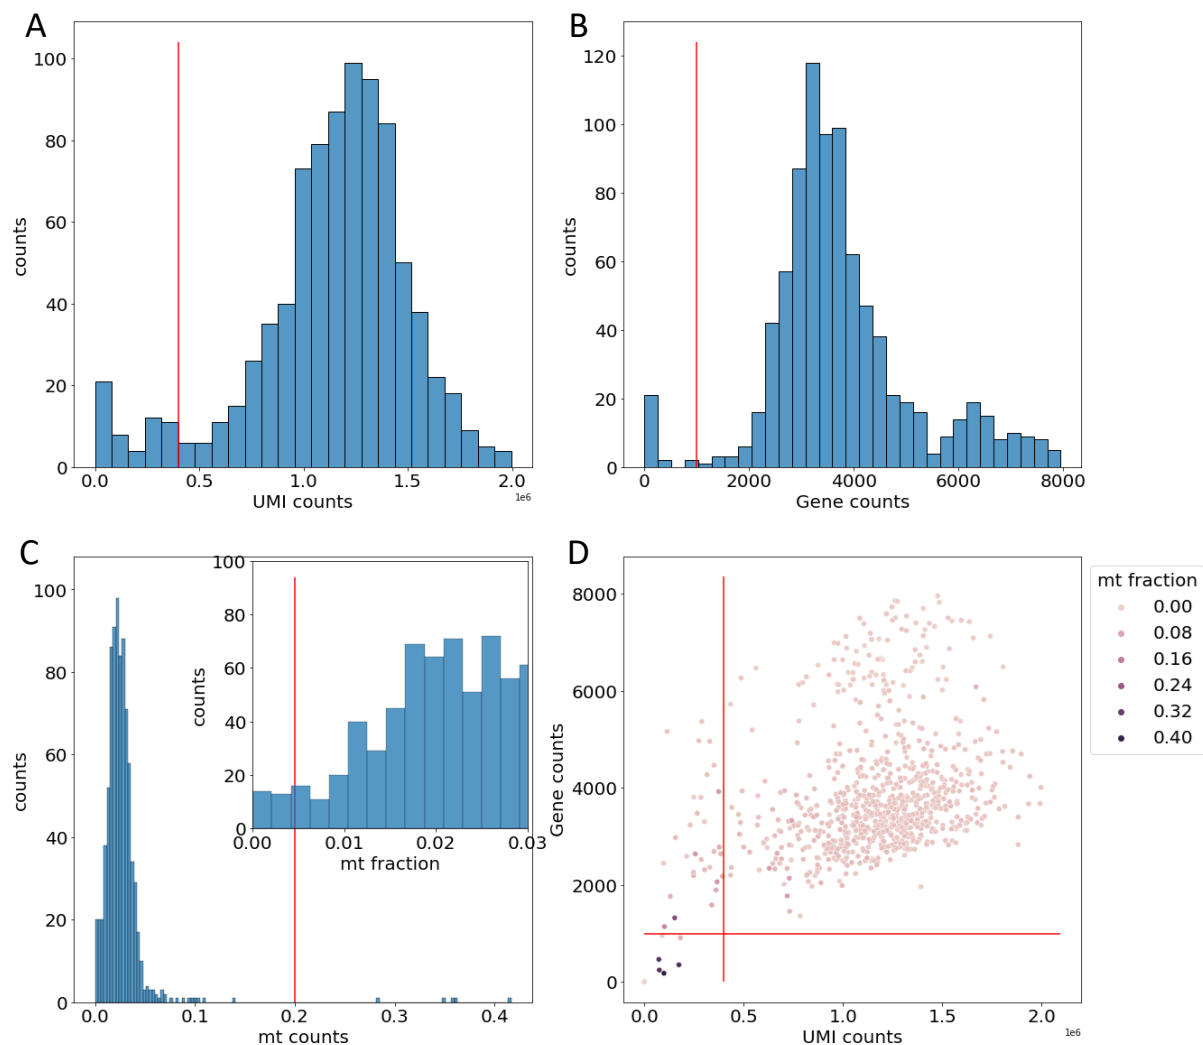 A
counts
100
80
60
40
20
0
0.0 0.5 1.0 1.5 2.0
UMI counts
1e6
B
counts
120
100
80
60
40
20
0
0 2000 4000 6000 8000
Gene counts
C
counts
100
80
60
40
20
0
0.0 0.1 0.2 0.3 0.4
mt counts
counts
100
80
60
40
20
0
0.00 0.01 0.02 0.03
mt fraction
D
Gene counts
8000
6000
4000
2000
0
0.0 0.5 1.0 1.5 2.0
UMI counts
1e6
mt fraction
0.00
0.08
0.16
0.24
0.32
0.40